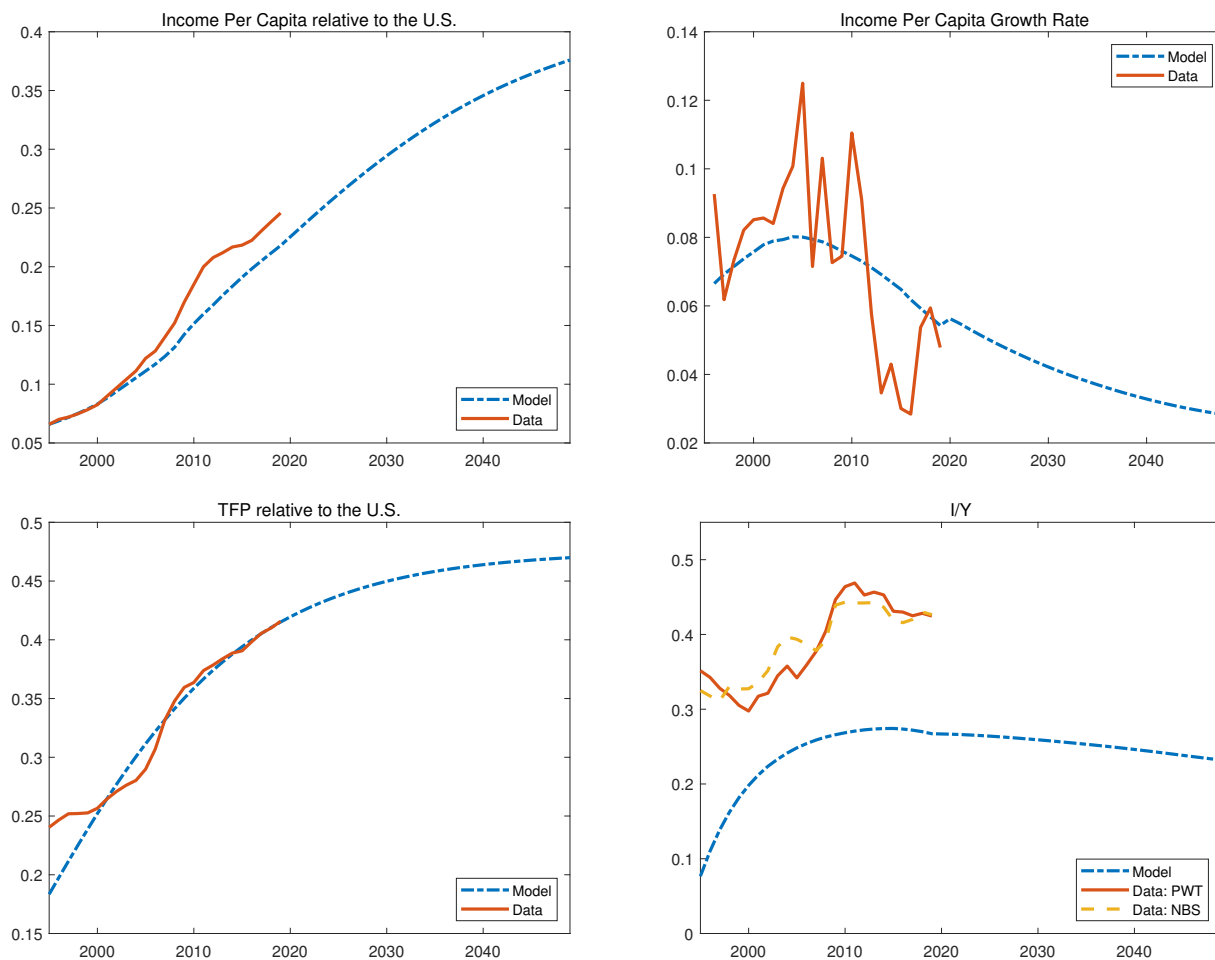 Income Per Capita relative to the U.S.
0.4
0.35
0.3
0.25
0.2
0.15
0.1
0.05
2000 2010 2020 2030 2040
Model
Data
Income Per Capita Growth Rate
0.14
0.12
0.1
0.08
0.06
0.04
0.02
2000 2010 2020 2030 2040
Model
Data
TFP relative to the U.S.
0.5
0.45
0.4
0.35
0.3
0.25
0.2
0.15
2000 2010 2020 2030 2040
Model
Data
I/Y
0.5
0.4
0.3
0.2
0.1
0
2000 2010 2020 2030 2040
Model
Data: PWT
Data: NBS